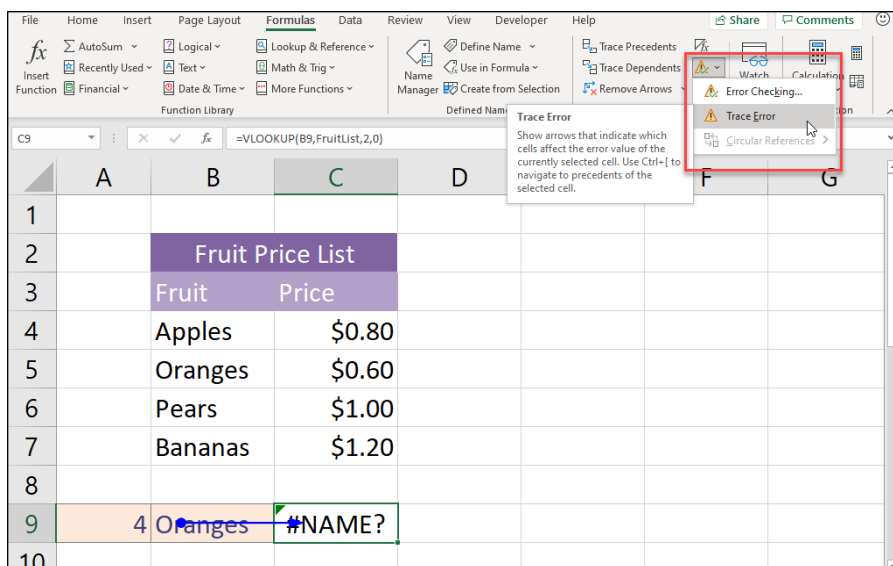 File Home Insert Page Layout Formulas Data Review View Developer Help Share Comments
AutoSum Logical Lookup & Reference Define Name Trace Precedents
fx Recently Used Text Math & Trig Use in Formula Trace Dependents Watch Calculation
Insert Function Financial Date & Time More Functions Name Manager Create from Selection Remove Arrows Error Checking...
Function Library Defined Nam
Trace Error Trace Error
Show arrows that indicate which Circular References
cells affect the error value of the
currently selected cell. Use Ctrl+[ to
navigate to precedents of the
selected cell.
C9 fx =VLOOKUP(B9,FruitList,2,0)
A B C D F G
1
2 Fruit Price List
3 Fruit Price
4 Apples $0.80
5 Oranges $0.60
6 Pears $1.00
7 Bananas $1.20
8
9 4 Oranges #NAME?
10